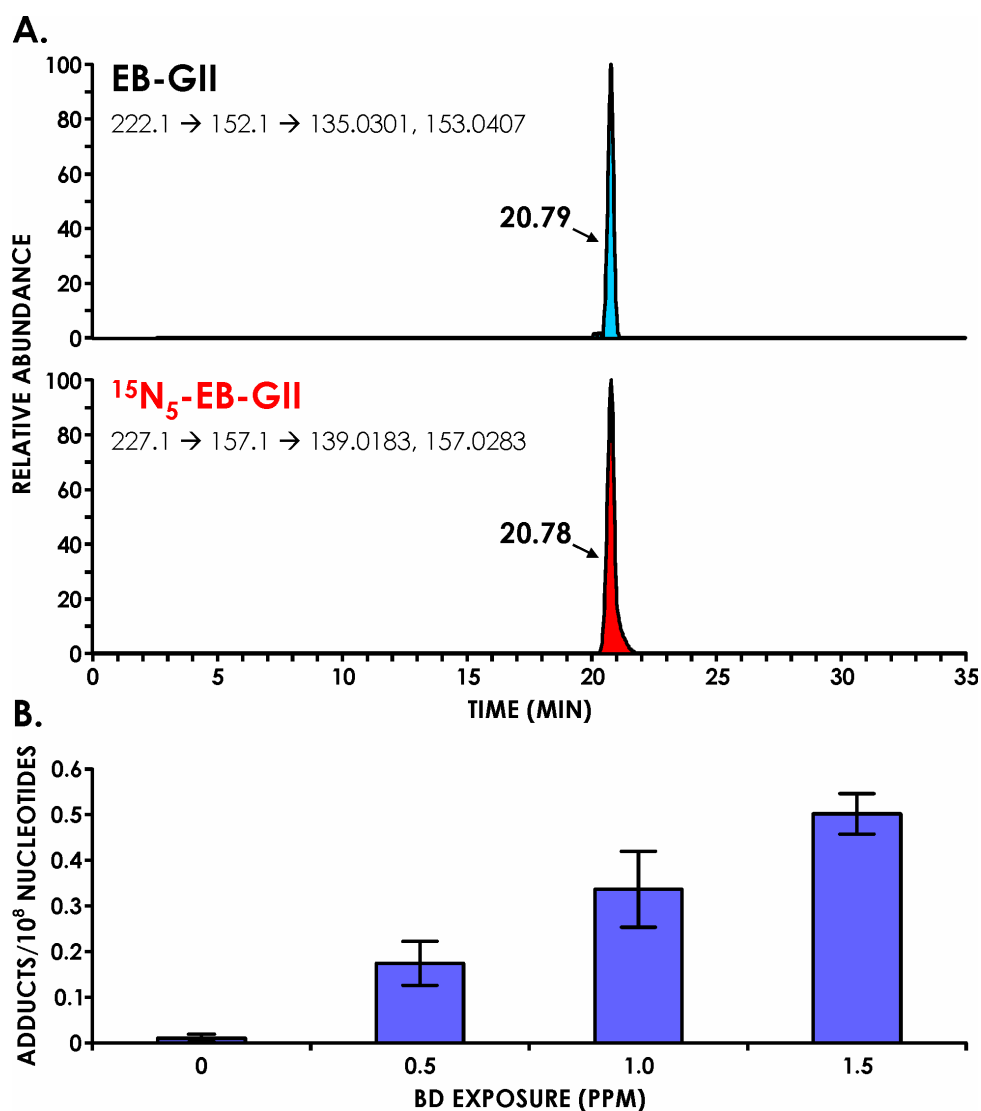 A.
EB-GII
222.1 → 152.1 → 135.0301, 153.0407
100
80
60
40
20
0
20.79
RELATIVE ABUNDANCE
¹⁵N₅-EB-GII
227.1 → 157.1 → 139.0183, 157.0283
100
80
60
40
20
0
20.78
0 5 10 15 20 25 30 35
TIME (MIN)
B.
ADDUCTS/10⁸ NUCLEOTIDES
0.6
0.5
0.4
0.3
0.2
0.1
0
0 0.5 1.0 1.5
BD EXPOSURE (PPM)